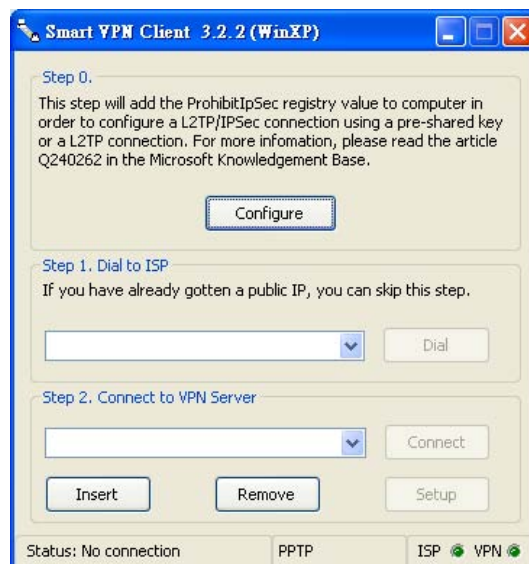 Smart VPN Client 3.2.2 (WinXP)
Step 0.
This step will add the ProhibitIpSec registry value to computer in
order to configure a L2TP/IPSec connection using a pre-shared key
or a L2TP connection. For more infomation, please read the article
Q240262 in the Microsoft Knowledgement Base.
Configure
Step 1. Dial to ISP
If you have already gotten a public IP, you can skip this step.
Dial
Step 2. Connect to VPN Server
Connect
Insert Remove Setup
Status: No connection PPTP ISP VPN